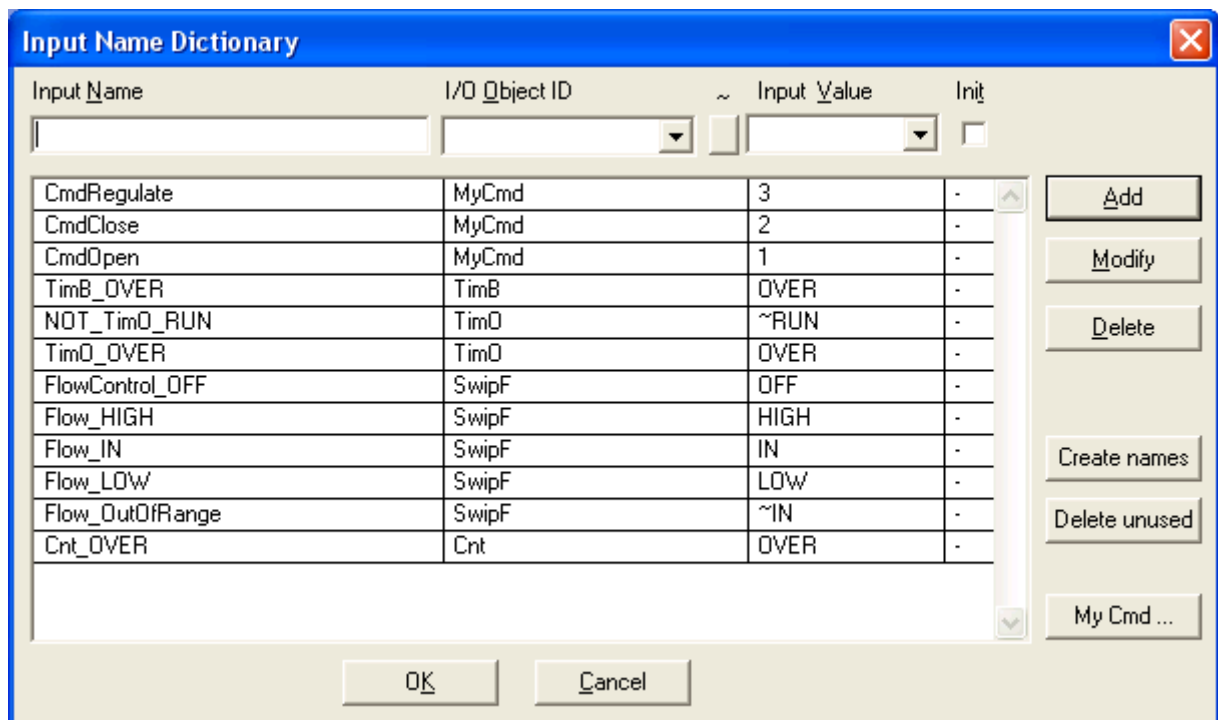 Input Name Dictionary
Input Name I/O Object ID ~ Input Value Init
CmdRegulate MyCmd 3 -
CmdClose MyCmd 2 -
CmdOpen MyCmd 1 -
TimB_OVER TimB OVER -
NOT_TimO_RUN TimO ~RUN -
TimO_OVER TimO OVER -
FlowControl_OFF SwipF OFF -
Flow_HIGH SwipF HIGH -
Flow_IN SwipF IN -
Flow_LOW SwipF LOW -
Flow_OutOfRange SwipF ~IN -
Cnt_OVER Cnt OVER -
Add
Modify
Delete
Create names
Delete unused
My Cmd ...
OK Cancel